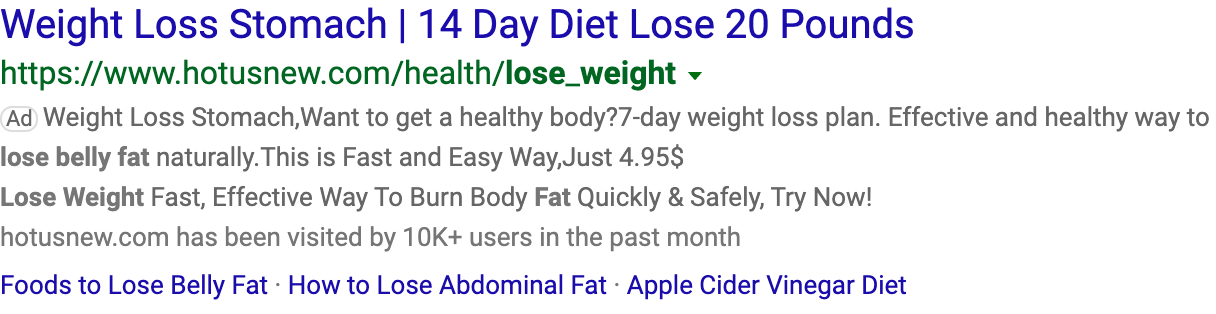 Weight Loss Stomach | 14 Day Diet Lose 20 Pounds
https://www.hotusnew.com/health/lose_weight
Ad Weight Loss Stomach,Want to get a healthy body?7-day weight loss plan. Effective and healthy way to
lose belly fat naturally.This is Fast and Easy Way,Just 4.95$
Lose Weight Fast, Effective Way To Burn Body Fat Quickly & Safely, Try Now!
hotusnew.com has been visited by 10K+ users in the past month
Foods to Lose Belly Fat · How to Lose Abdominal Fat · Apple Cider Vinegar Diet